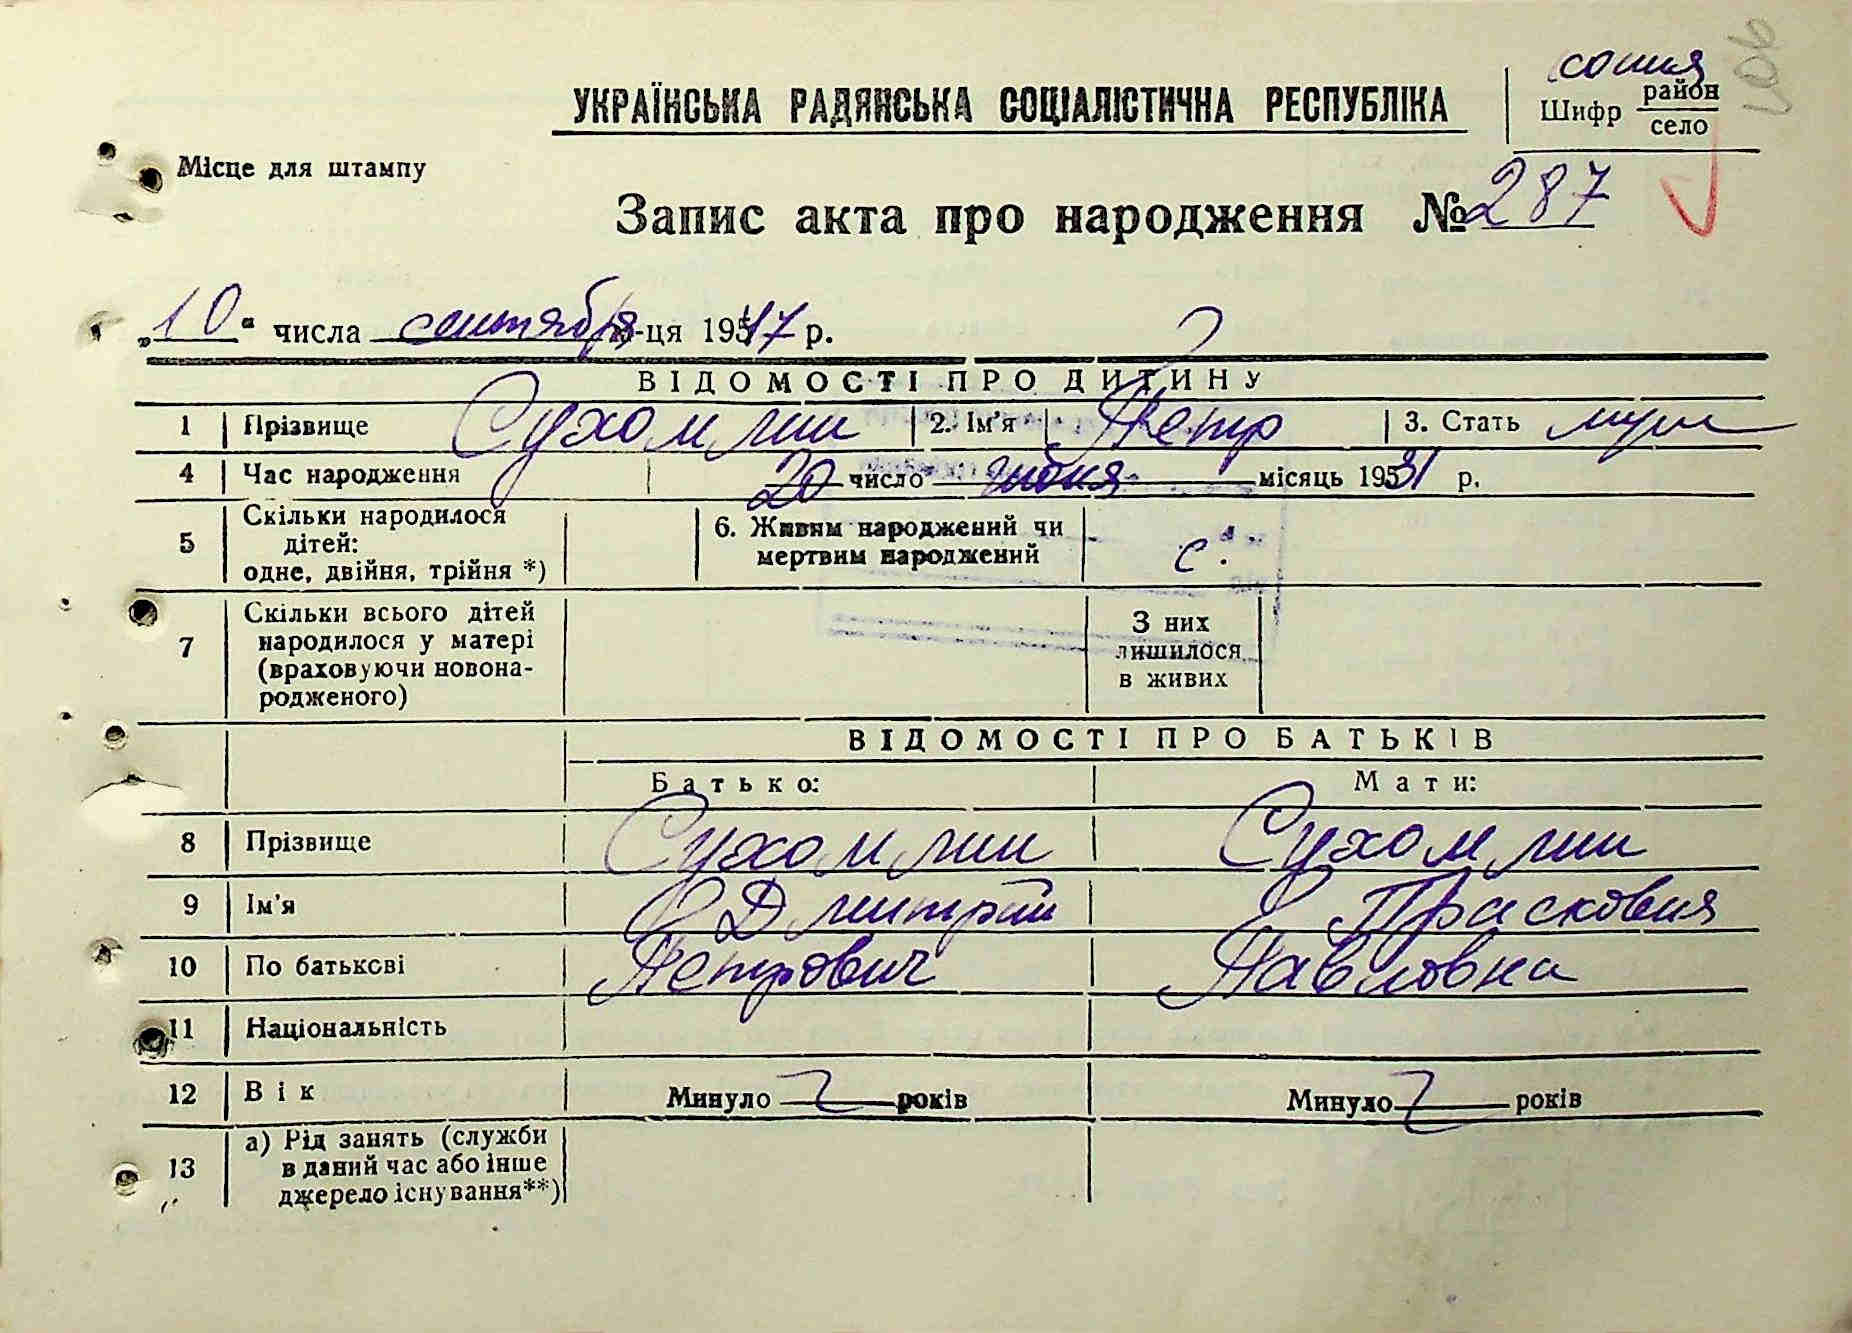 УКРАЇНСЬКА РАДЯНСЬКА СОЦІАЛІСТИЧНА РЕСПУБЛІКА
Шифр район
село
Місце для штампу
Запис акта про народження № 287
„10“ числа сентября м-ця 1947 р.
ВІДОМОСТІ ПРО ДИТИНУ
1 Прізвище Сухомлин 2. Ім'я Петр 3. Стать муж
4 Час народження 20 число июня місяць 1931 р.
5 Скільки народилося дітей: одне, двійня, трійня *) 6. Живим народжений чи мертвим народжений
7 Скільки всього дітей народилося у матері (враховуючи новонародженого) З них лишилося в живих
ВІДОМОСТІ ПРО БАТЬКІВ
Батько: Мати:
8 Прізвище Сухомлин Сухомлин
9 Ім'я Дмитрий Прасковия
10 По батькові Петрович Павловна
11 Національність
12 Вік Минуло років Минуло років
13 а) Рід занять (служби в даний час або інше джерело існування**)